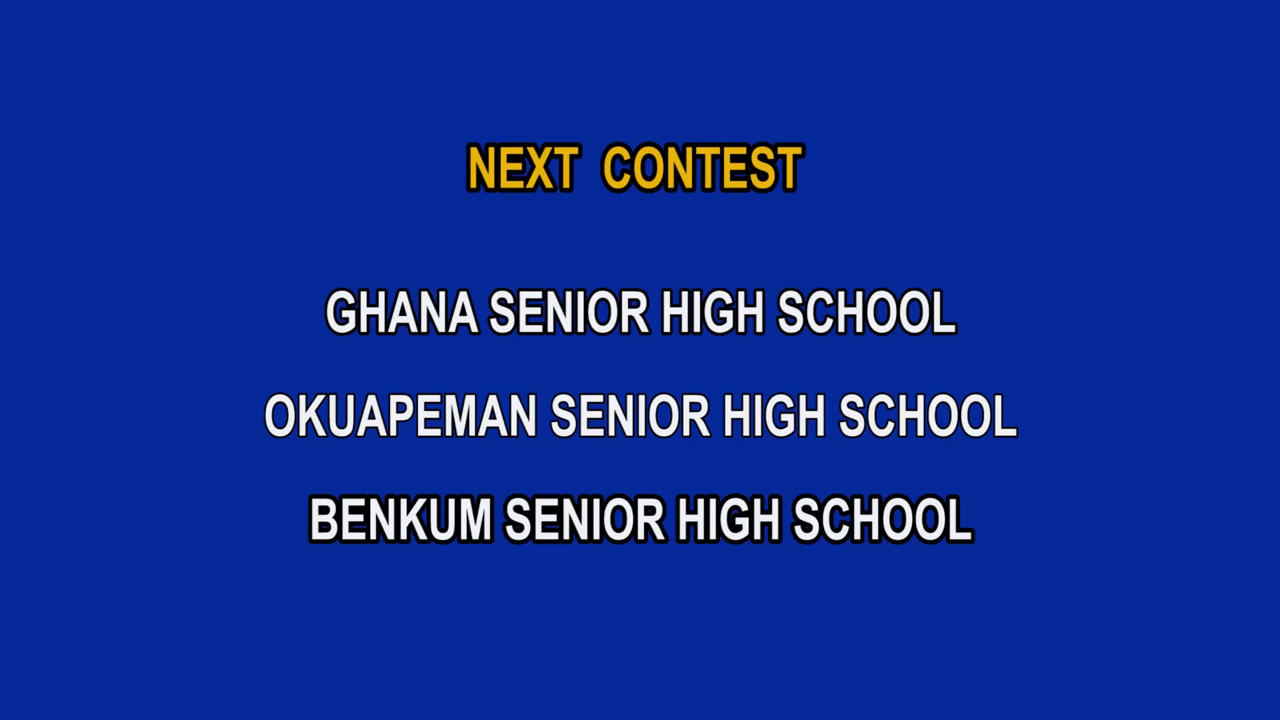 NEXT CONTEST
GHANA SENIOR HIGH SCHOOL
OKUAPEMAN SENIOR HIGH SCHOOL
BENKUM SENIOR HIGH SCHOOL